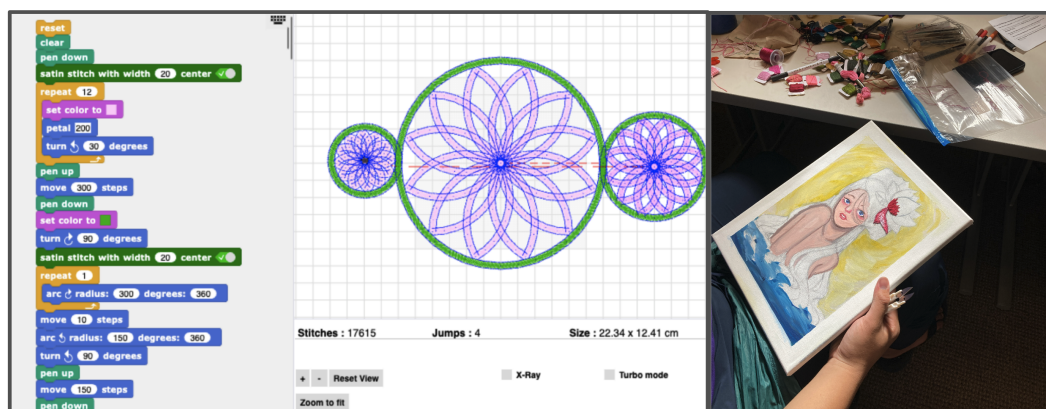 reset
clear
pen down
satin stitch with width 20 center
repeat 12
set color to
petal 200
turn 30 degrees
pen up
move 300 steps
pen down
set color to
turn 90 degrees
satin stitch with width 20 center
repeat 1
arc radius: 300 degrees: 360
move 10 steps
arc radius: 150 degrees: 360
turn 90 degrees
pen up
move 150 steps
pen down
Stitches : 17615 Jumps : 4 Size : 22.34 x 12.41 cm
+ - Reset View X-Ray Turbo mode
Zoom to fit